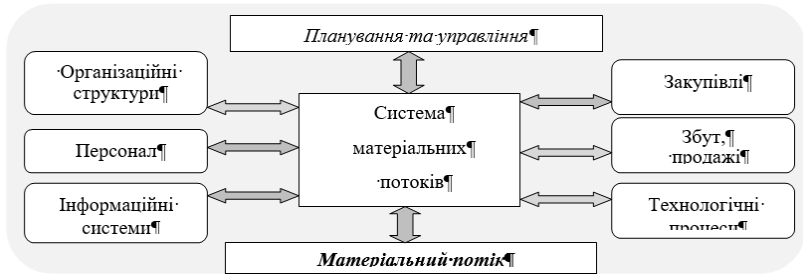 Планування та управління¶
Організаційні
структури¶
Персонал¶
Інформаційні
системи¶
Система¶
матеріальних¶
потоків¶
Закупівлі¶
Збут,¶
продажі¶
Технологічні
процеси¶
Матеріальний потік¶